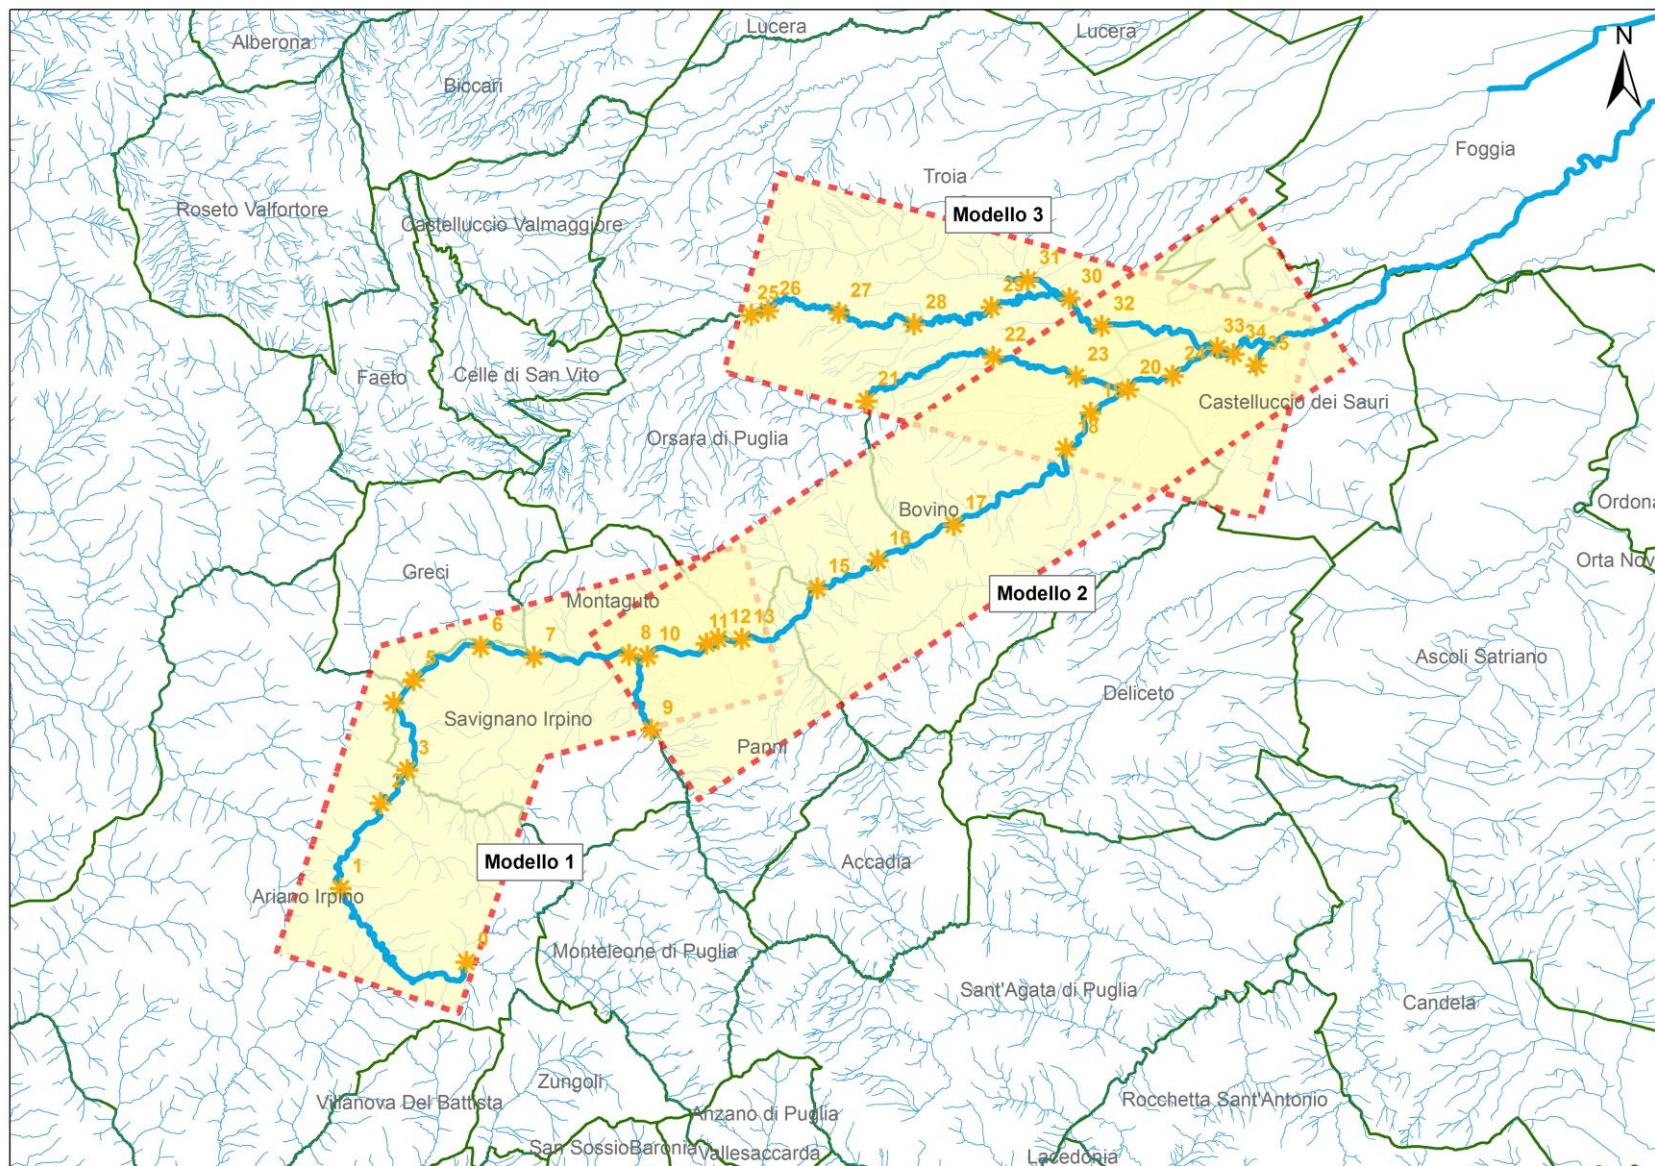 Lucera
Lucera
Alberona
N
Biccari
Foggia
Troia
Roseto Valfortore
Modello 3
Castelluccio Valmaggiore
31
25
26
30
27
29
28
32
22
33
34
35
23
24
20
Faeto
Celle di San Vito
21
19
Castelluccio dei Sauri
18
Orsara di Puglia
Bovino
17
Ordona
16
Orta Nov
Greci
15
Modello 2
Montaguto
6
7
8
10
11
12
13
5
Ascoli Satriano
Deliceto
9
Savignano Irpino
Panni
3
Modello 1
Accadia
1
Ariano Irpino
0
Monteleone di Puglia
Sant'Agata di Puglia
Candela
Zungoli
Villanova Del Battista
Anzano di Puglia
Rocchetta Sant'Antonio
San SossioBaronia
Vallesaccarda
Lacedonia